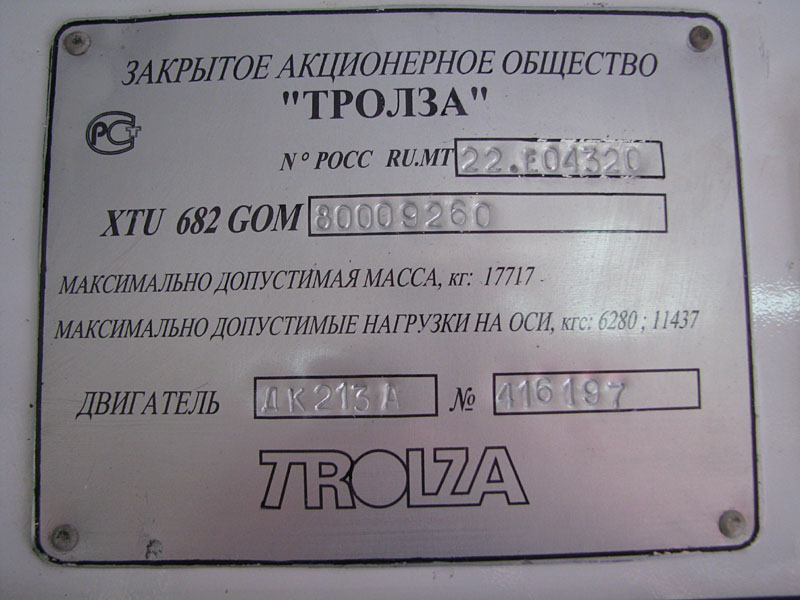 ЗАКРЫТОЕ АКЦИОНЕРНОЕ ОБЩЕСТВО
"ТРОЛЗА"
РСТ
N° РОСС RU.MT 22.E04320
XTU 682 GOM 80009260
МАКСИМАЛЬНО ДОПУСТИМАЯ МАССА, кг: 17717
МАКСИМАЛЬНО ДОПУСТИМЫЕ НАГРУЗКИ НА ОСИ, кгс: 6280 ; 11437
ДВИГАТЕЛЬ ДК213А № 416197
TROLZA